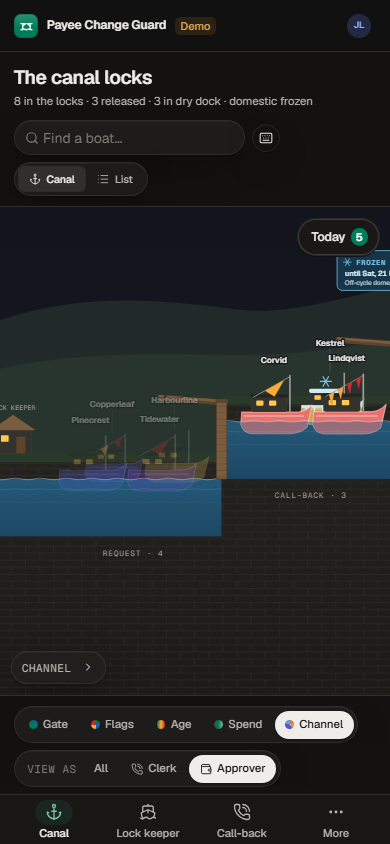 Payee Change Guard Demo JL
The canal locks
8 in the locks · 3 released · 3 in dry dock · domestic frozen
Find a boat...
Canal List
Today 5
FROZEN
until Sat, 21
Off-cycle
Kestrel
Corvid Lindqvist
Copperleaf Harbourline
CK KEEPER
Pinecrest Tidewater
CALL-BACK · 3
REQUEST · 4
CHANNEL
Gate Flags Age Spend Channel
VIEW AS All Clerk Approver
Canal Lock keeper Call-back More